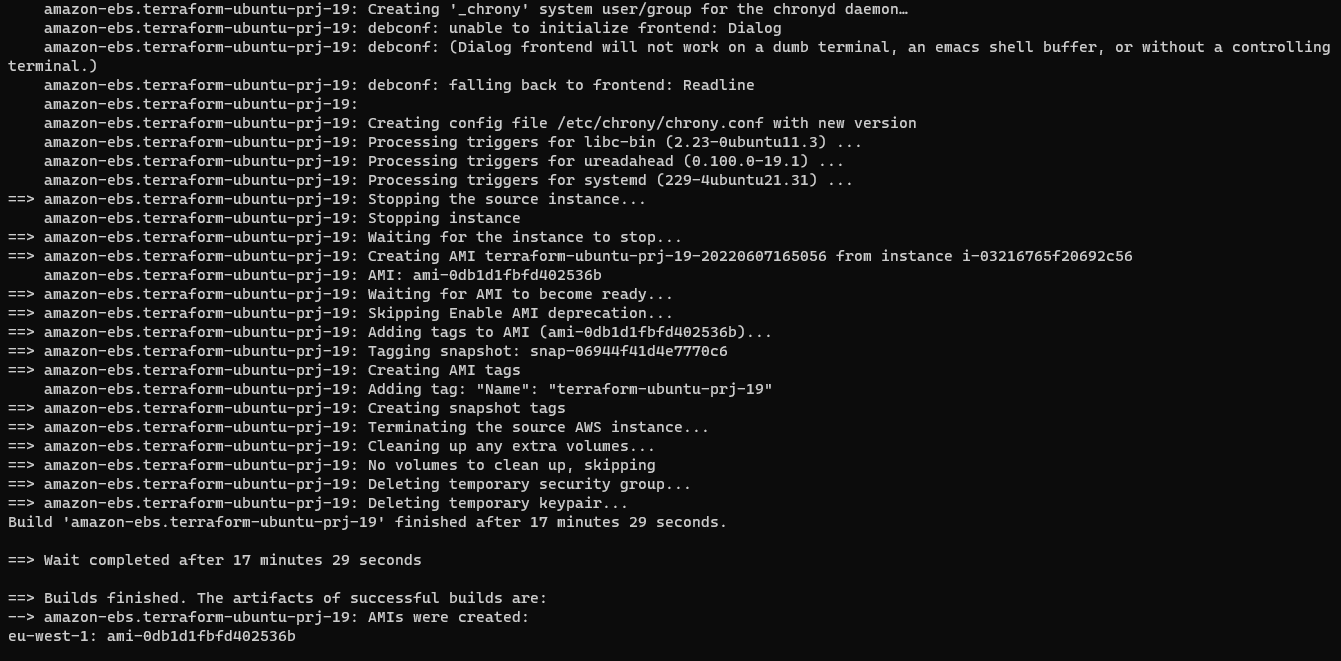 amazon-ebs.terraform-ubuntu-prj-19: Creating '_chrony' system user/group for the chronyd daemon…
amazon-ebs.terraform-ubuntu-prj-19: debconf: unable to initialize frontend: Dialog
amazon-ebs.terraform-ubuntu-prj-19: debconf: (Dialog frontend will not work on a dumb terminal, an emacs shell buffer, or without a controlling
terminal.)
amazon-ebs.terraform-ubuntu-prj-19: debconf: falling back to frontend: Readline
amazon-ebs.terraform-ubuntu-prj-19:
amazon-ebs.terraform-ubuntu-prj-19: Creating config file /etc/chrony/chrony.conf with new version
amazon-ebs.terraform-ubuntu-prj-19: Processing triggers for libc-bin (2.23-0ubuntu11.3) ...
amazon-ebs.terraform-ubuntu-prj-19: Processing triggers for ureadahead (0.100.0-19.1) ...
amazon-ebs.terraform-ubuntu-prj-19: Processing triggers for systemd (229-4ubuntu21.31) ...
==> amazon-ebs.terraform-ubuntu-prj-19: Stopping the source instance...
amazon-ebs.terraform-ubuntu-prj-19: Stopping instance
==> amazon-ebs.terraform-ubuntu-prj-19: Waiting for the instance to stop...
==> amazon-ebs.terraform-ubuntu-prj-19: Creating AMI terraform-ubuntu-prj-19-20220607165056 from instance i-03216765f20692c56
amazon-ebs.terraform-ubuntu-prj-19: AMI: ami-0db1d1fbfd402536b
==> amazon-ebs.terraform-ubuntu-prj-19: Waiting for AMI to become ready...
==> amazon-ebs.terraform-ubuntu-prj-19: Skipping Enable AMI deprecation...
==> amazon-ebs.terraform-ubuntu-prj-19: Adding tags to AMI (ami-0db1d1fbfd402536b)...
==> amazon-ebs.terraform-ubuntu-prj-19: Tagging snapshot: snap-06944f41d4e7770c6
==> amazon-ebs.terraform-ubuntu-prj-19: Creating AMI tags
amazon-ebs.terraform-ubuntu-prj-19: Adding tag: "Name": "terraform-ubuntu-prj-19"
==> amazon-ebs.terraform-ubuntu-prj-19: Creating snapshot tags
==> amazon-ebs.terraform-ubuntu-prj-19: Terminating the source AWS instance...
==> amazon-ebs.terraform-ubuntu-prj-19: Cleaning up any extra volumes...
==> amazon-ebs.terraform-ubuntu-prj-19: No volumes to clean up, skipping
==> amazon-ebs.terraform-ubuntu-prj-19: Deleting temporary security group...
==> amazon-ebs.terraform-ubuntu-prj-19: Deleting temporary keypair...
Build 'amazon-ebs.terraform-ubuntu-prj-19' finished after 17 minutes 29 seconds.
==> Wait completed after 17 minutes 29 seconds
==> Builds finished. The artifacts of successful builds are:
--> amazon-ebs.terraform-ubuntu-prj-19: AMIs were created:
eu-west-1: ami-0db1d1fbfd402536b